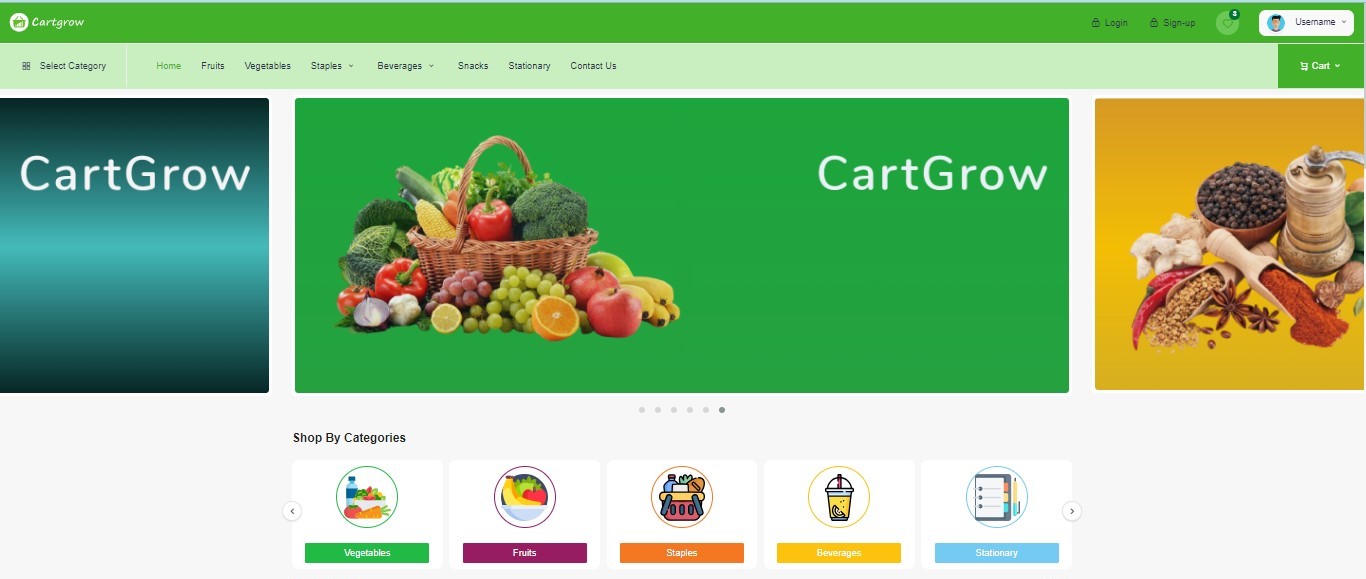 Cartgrow
Login
Sign-up
8
Username
Select Category
Home
Fruits
Vegetables
Staples
Beverages
Snacks
Stationary
Contact Us
Cart
CartGrow
CartGrow
Shop By Categories
Vegetables
Fruits
Staples
Beverages
Stationary